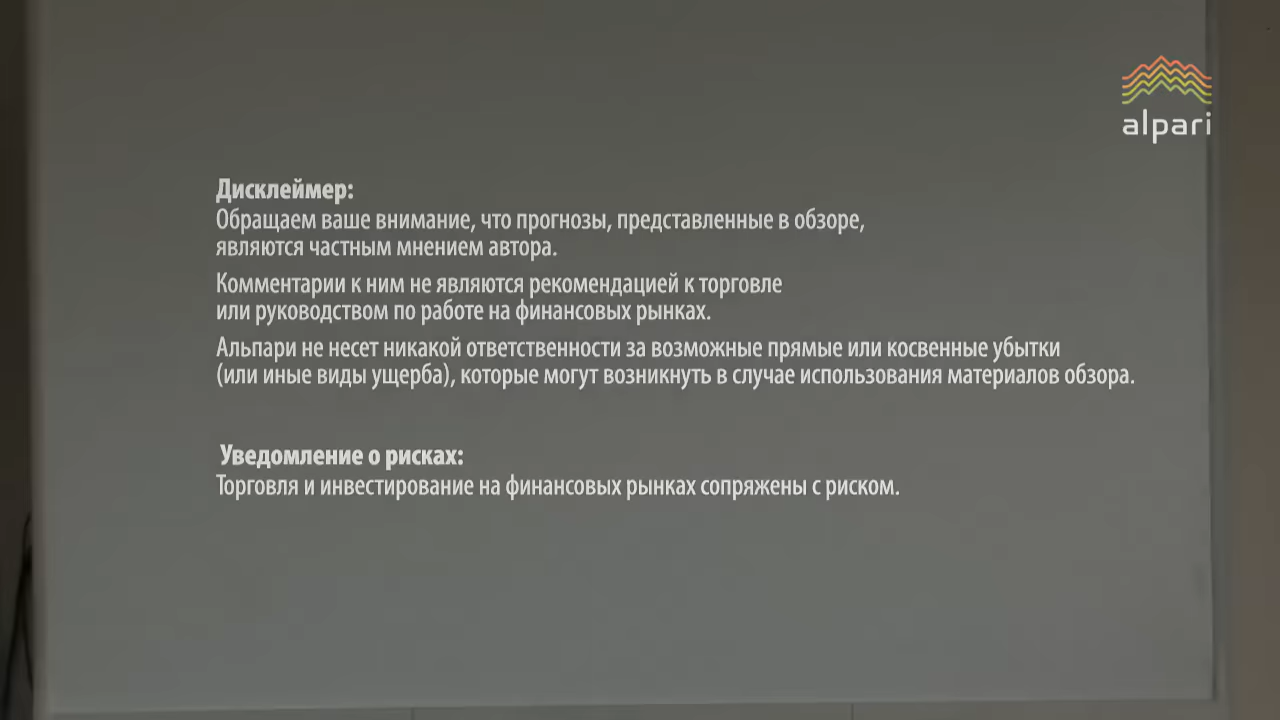 alpari
Дисклеймер:
Обращаем ваше внимание, что прогнозы, представленные в обзоре,
являются частным мнением автора.
Комментарии к ним не являются рекомендацией к торговле
или руководством по работе на финансовых рынках.
Альпари не несет никакой ответственности за возможные прямые или косвенные убытки
(или иные виды ущерба), которые могут возникнуть в случае использования материалов обзора.
Уведомление о рисках:
Торговля и инвестирование на финансовых рынках сопряжены с риском.